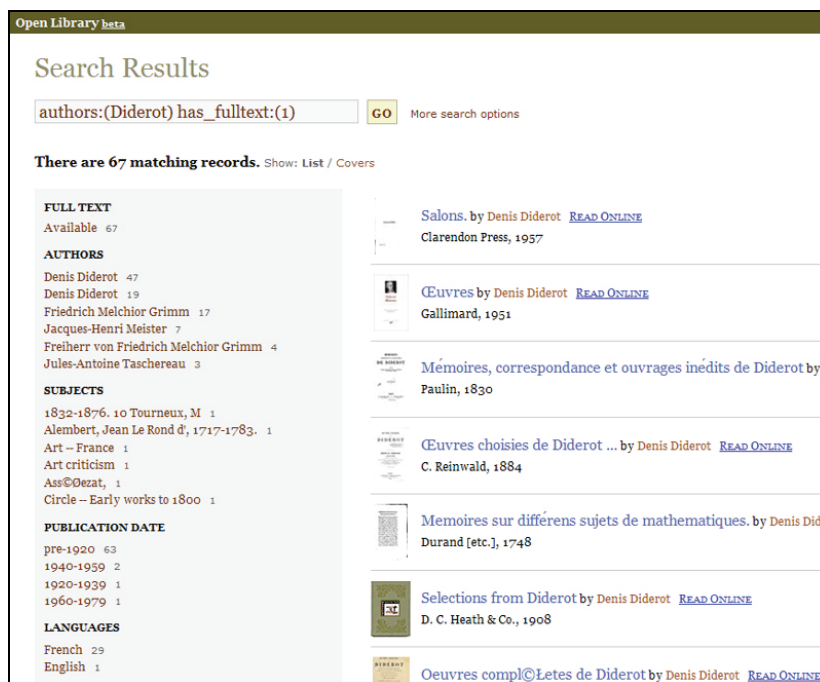 Open Library beta
Search Results
authors:(Diderot) has_fulltext:(1)
GO
More search options
There are 67 matching records. Show: List / Covers
FULL TEXT
Available 67
AUTHORS
Denis Diderot 47
Denis Diderot 19
Friedrich Melchior Grimm 17
Jacques-Henri Meister 7
Freiherr von Friedrich Melchior Grimm 4
Jules-Antoine Taschereau 3
SUBJECTS
1832-1876. 10 Tourneux, M 1
Alembert, Jean Le Rond d', 1717-1783. 1
Art -- France 1
Art criticism 1
Ass©Øezat, 1
Circle -- Early works to 1800 1
PUBLICATION DATE
pre-1920 63
1940-1959 2
1920-1939 1
1960-1979 1
LANGUAGES
French 29
English 1
Salons. by Denis Diderot READ ONLINE
Clarendon Press, 1957
Œuvres by Denis Diderot READ ONLINE
Gallimard, 1951
Mémoires, correspondance et ouvrages inédits de Diderot by
Paulin, 1830
Œuvres choisies de Diderot ... by Denis Diderot READ ONLINE
C. Reinwald, 1884
Memoires sur différens sujets de mathematiques. by Denis Did
Durand [etc.], 1748
Selections from Diderot by Denis Diderot READ ONLINE
D. C. Heath & Co., 1908
Oeuvres compl©Łetes de Diderot by Denis Diderot READ ONLINE